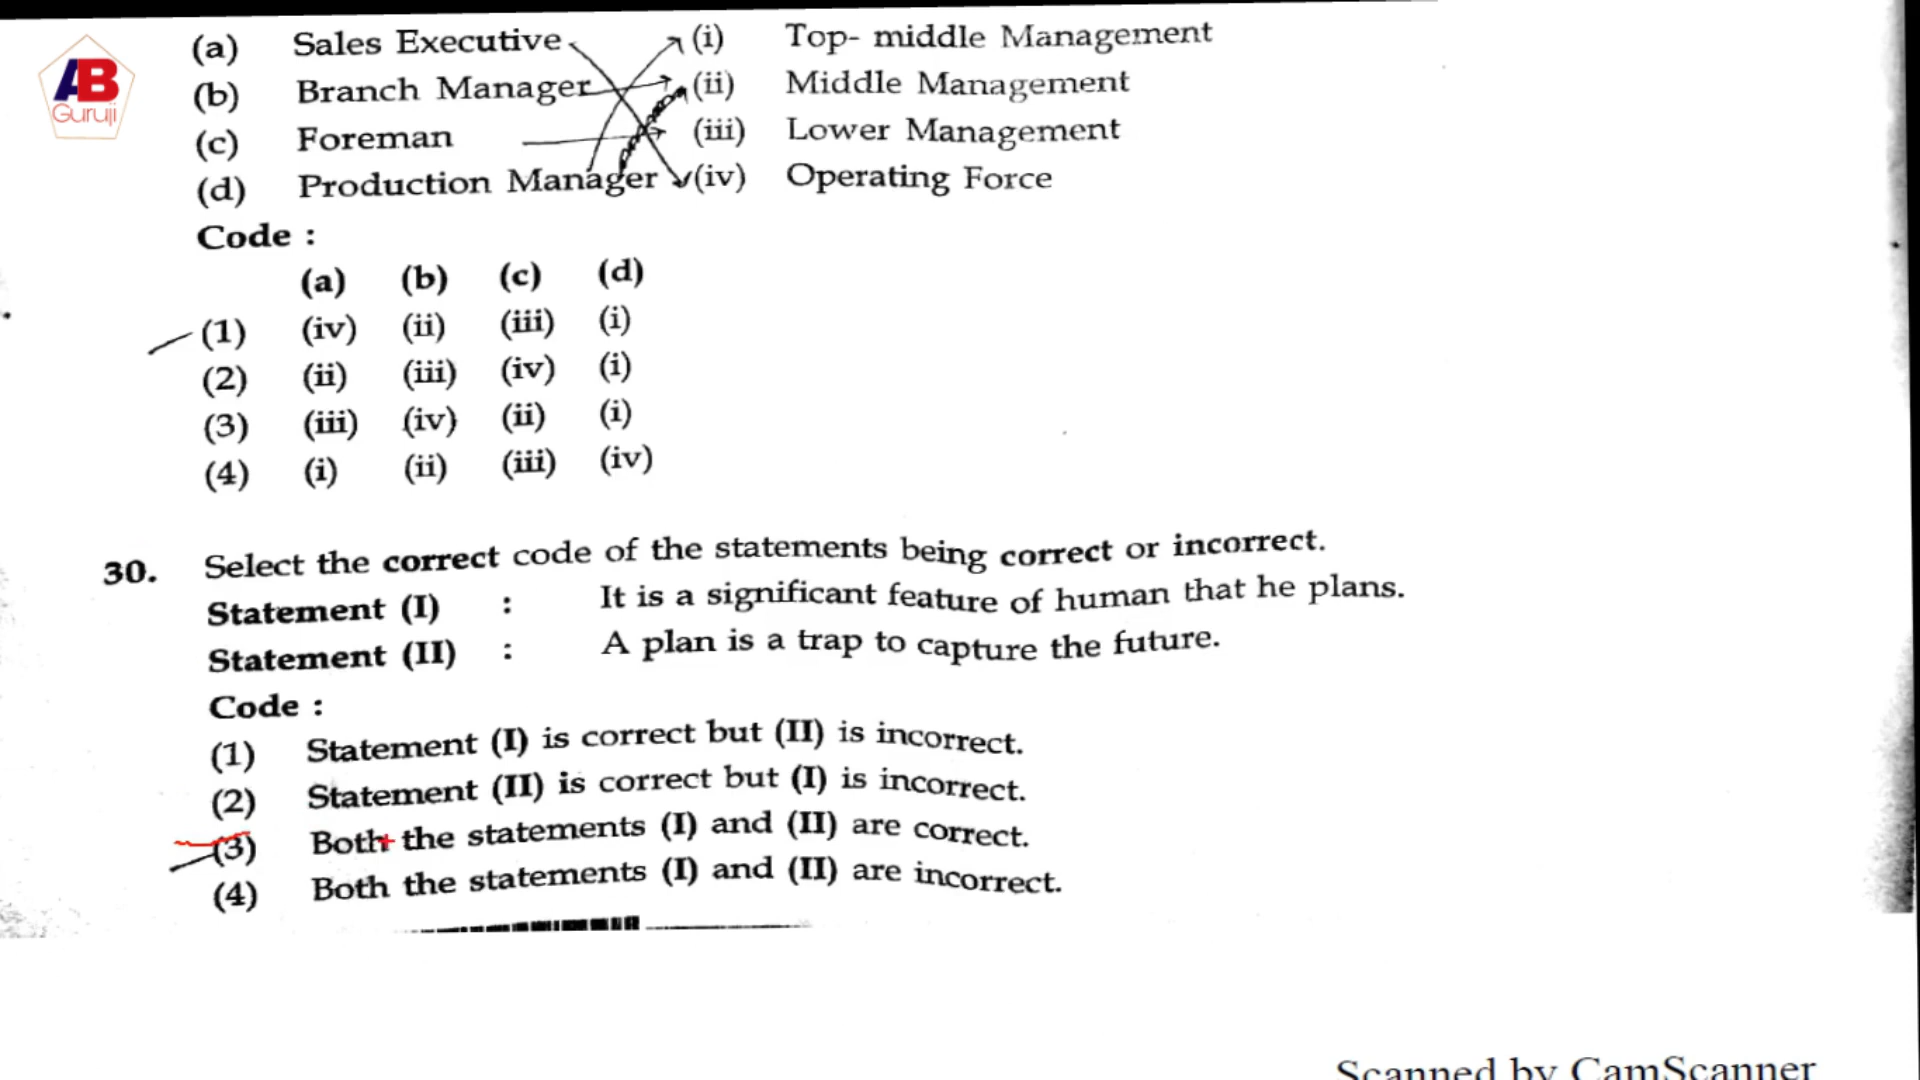 AB
Guruji
(a) Sales Executive (i) Top- middle Management
(b) Branch Manager (ii) Middle Management
(c) Foreman (iii) Lower Management
(d) Production Manager (iv) Operating Force
Code :
(a) (b) (c) (d)
(1) (iv) (ii) (iii) (i)
(2) (ii) (iii) (iv) (i)
(3) (iii) (iv) (ii) (i)
(4) (i) (ii) (iii) (iv)
30. Select the correct code of the statements being correct or incorrect.
Statement (I) : It is a significant feature of human that he plans.
Statement (II) : A plan is a trap to capture the future.
Code :
(1) Statement (I) is correct but (II) is incorrect.
(2) Statement (II) is correct but (I) is incorrect.
(3) Both the statements (I) and (II) are correct.
(4) Both the statements (I) and (II) are incorrect.
Scanned by CamScanner